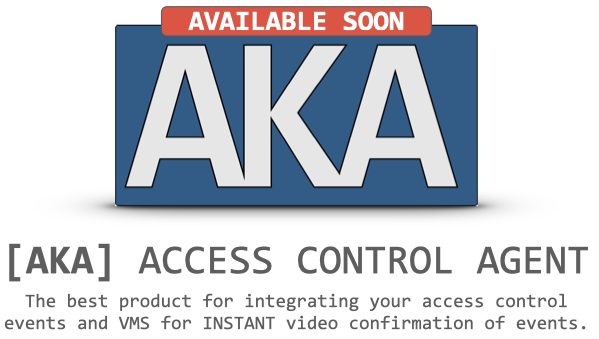 AVAILABLE SOON
AKA
[AKA] ACCESS CONTROL AGENT
The best product for integrating your access control
events and VMS for INSTANT video confirmation of events.